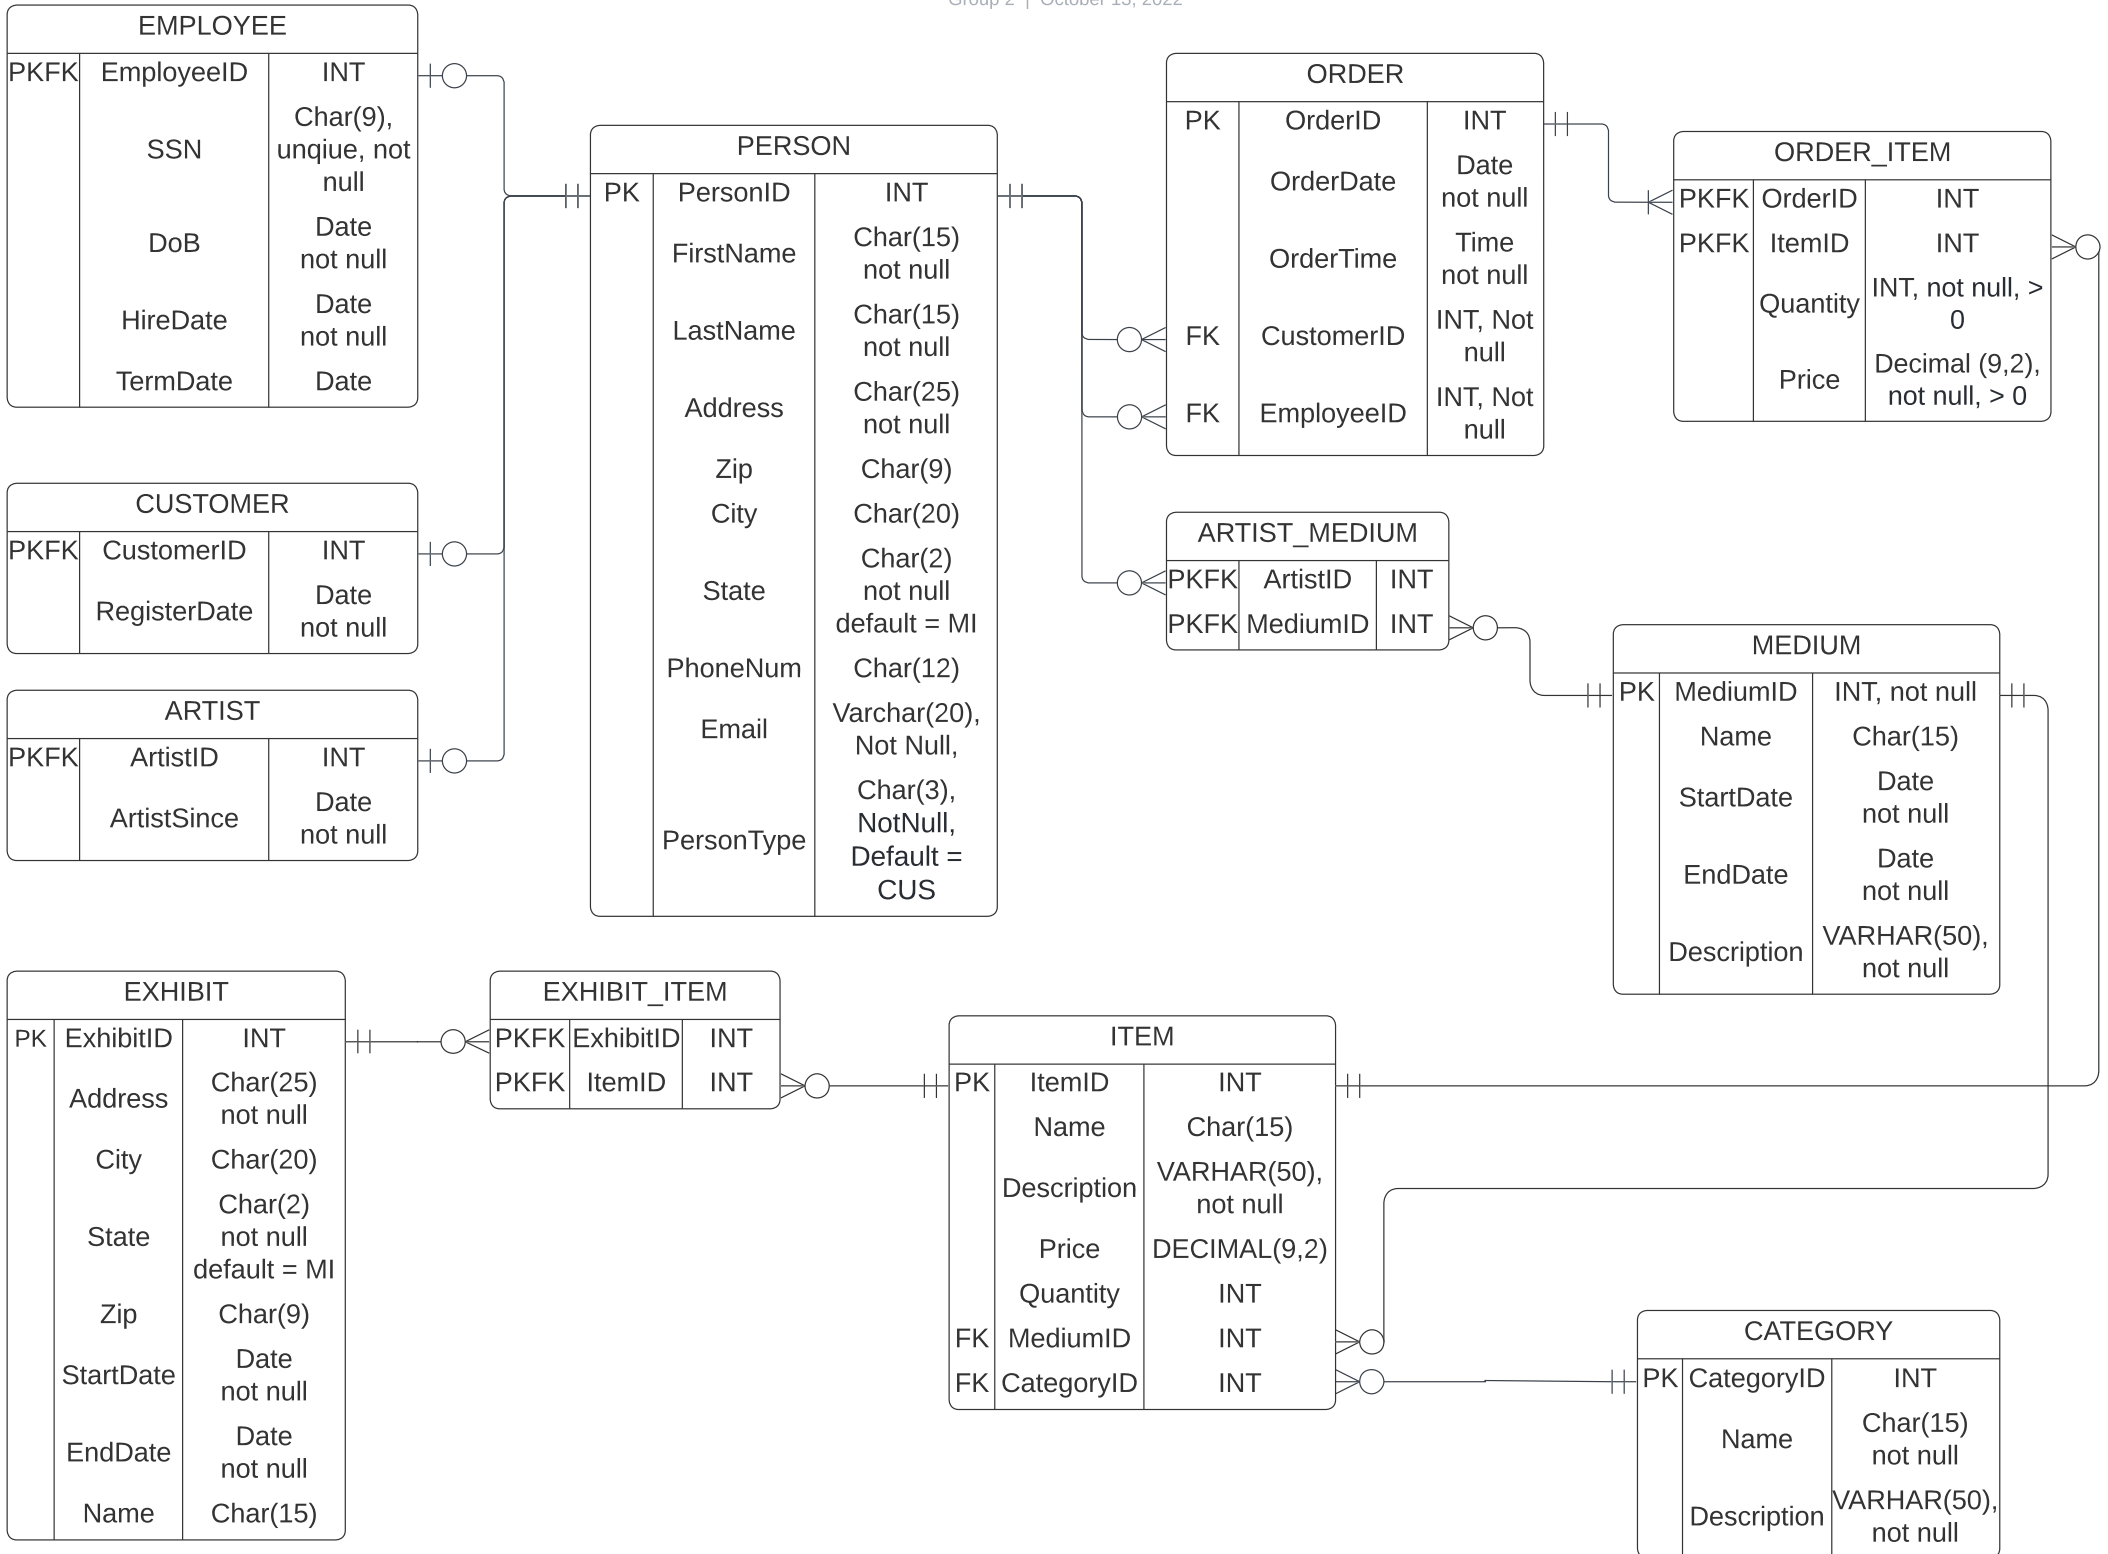 Group 2 | October 13, 2022
EMPLOYEE
PKFK EmployeeID INT
SSN Char(9),
unqiue, not
null
DoB Date
not null
HireDate Date
not null
TermDate Date
CUSTOMER
PKFK CustomerID INT
RegisterDate Date
not null
ARTIST
PKFK ArtistID INT
ArtistSince Date
not null
PERSON
PK PersonID INT
FirstName Char(15)
not null
LastName Char(15)
not null
Address Char(25)
not null
Zip Char(9)
City Char(20)
State Char(2)
not null
default = MI
PhoneNum Char(12)
Email Varchar(20),
Not Null,
PersonType Char(3),
NotNull,
Default =
CUS
ORDER
PK OrderID INT
OrderDate Date
not null
OrderTime Time
not null
FK CustomerID INT, Not
null
FK EmployeeID INT, Not
null
ORDER_ITEM
PKFK OrderID INT
PKFK ItemID INT
Quantity INT, not null, >
0
Price Decimal (9,2),
not null, > 0
ARTIST_MEDIUM
PKFK ArtistID INT
PKFK MediumID INT
MEDIUM
PK MediumID INT, not null
Name Char(15)
StartDate Date
not null
EndDate Date
not null
Description VARHAR(50),
not null
EXHIBIT
PK ExhibitID INT
Address Char(25)
not null
City Char(20)
State Char(2)
not null
default = MI
Zip Char(9)
StartDate Date
not null
EndDate Date
not null
Name Char(15)
EXHIBIT_ITEM
PKFK ExhibitID INT
PKFK ItemID INT
ITEM
PK ItemID INT
Name Char(15)
Description VARHAR(50),
not null
Price DECIMAL(9,2)
Quantity INT
FK MediumID INT
FK CategoryID INT
CATEGORY
PK CategoryID INT
Name Char(15)
not null
Description VARHAR(50),
not null